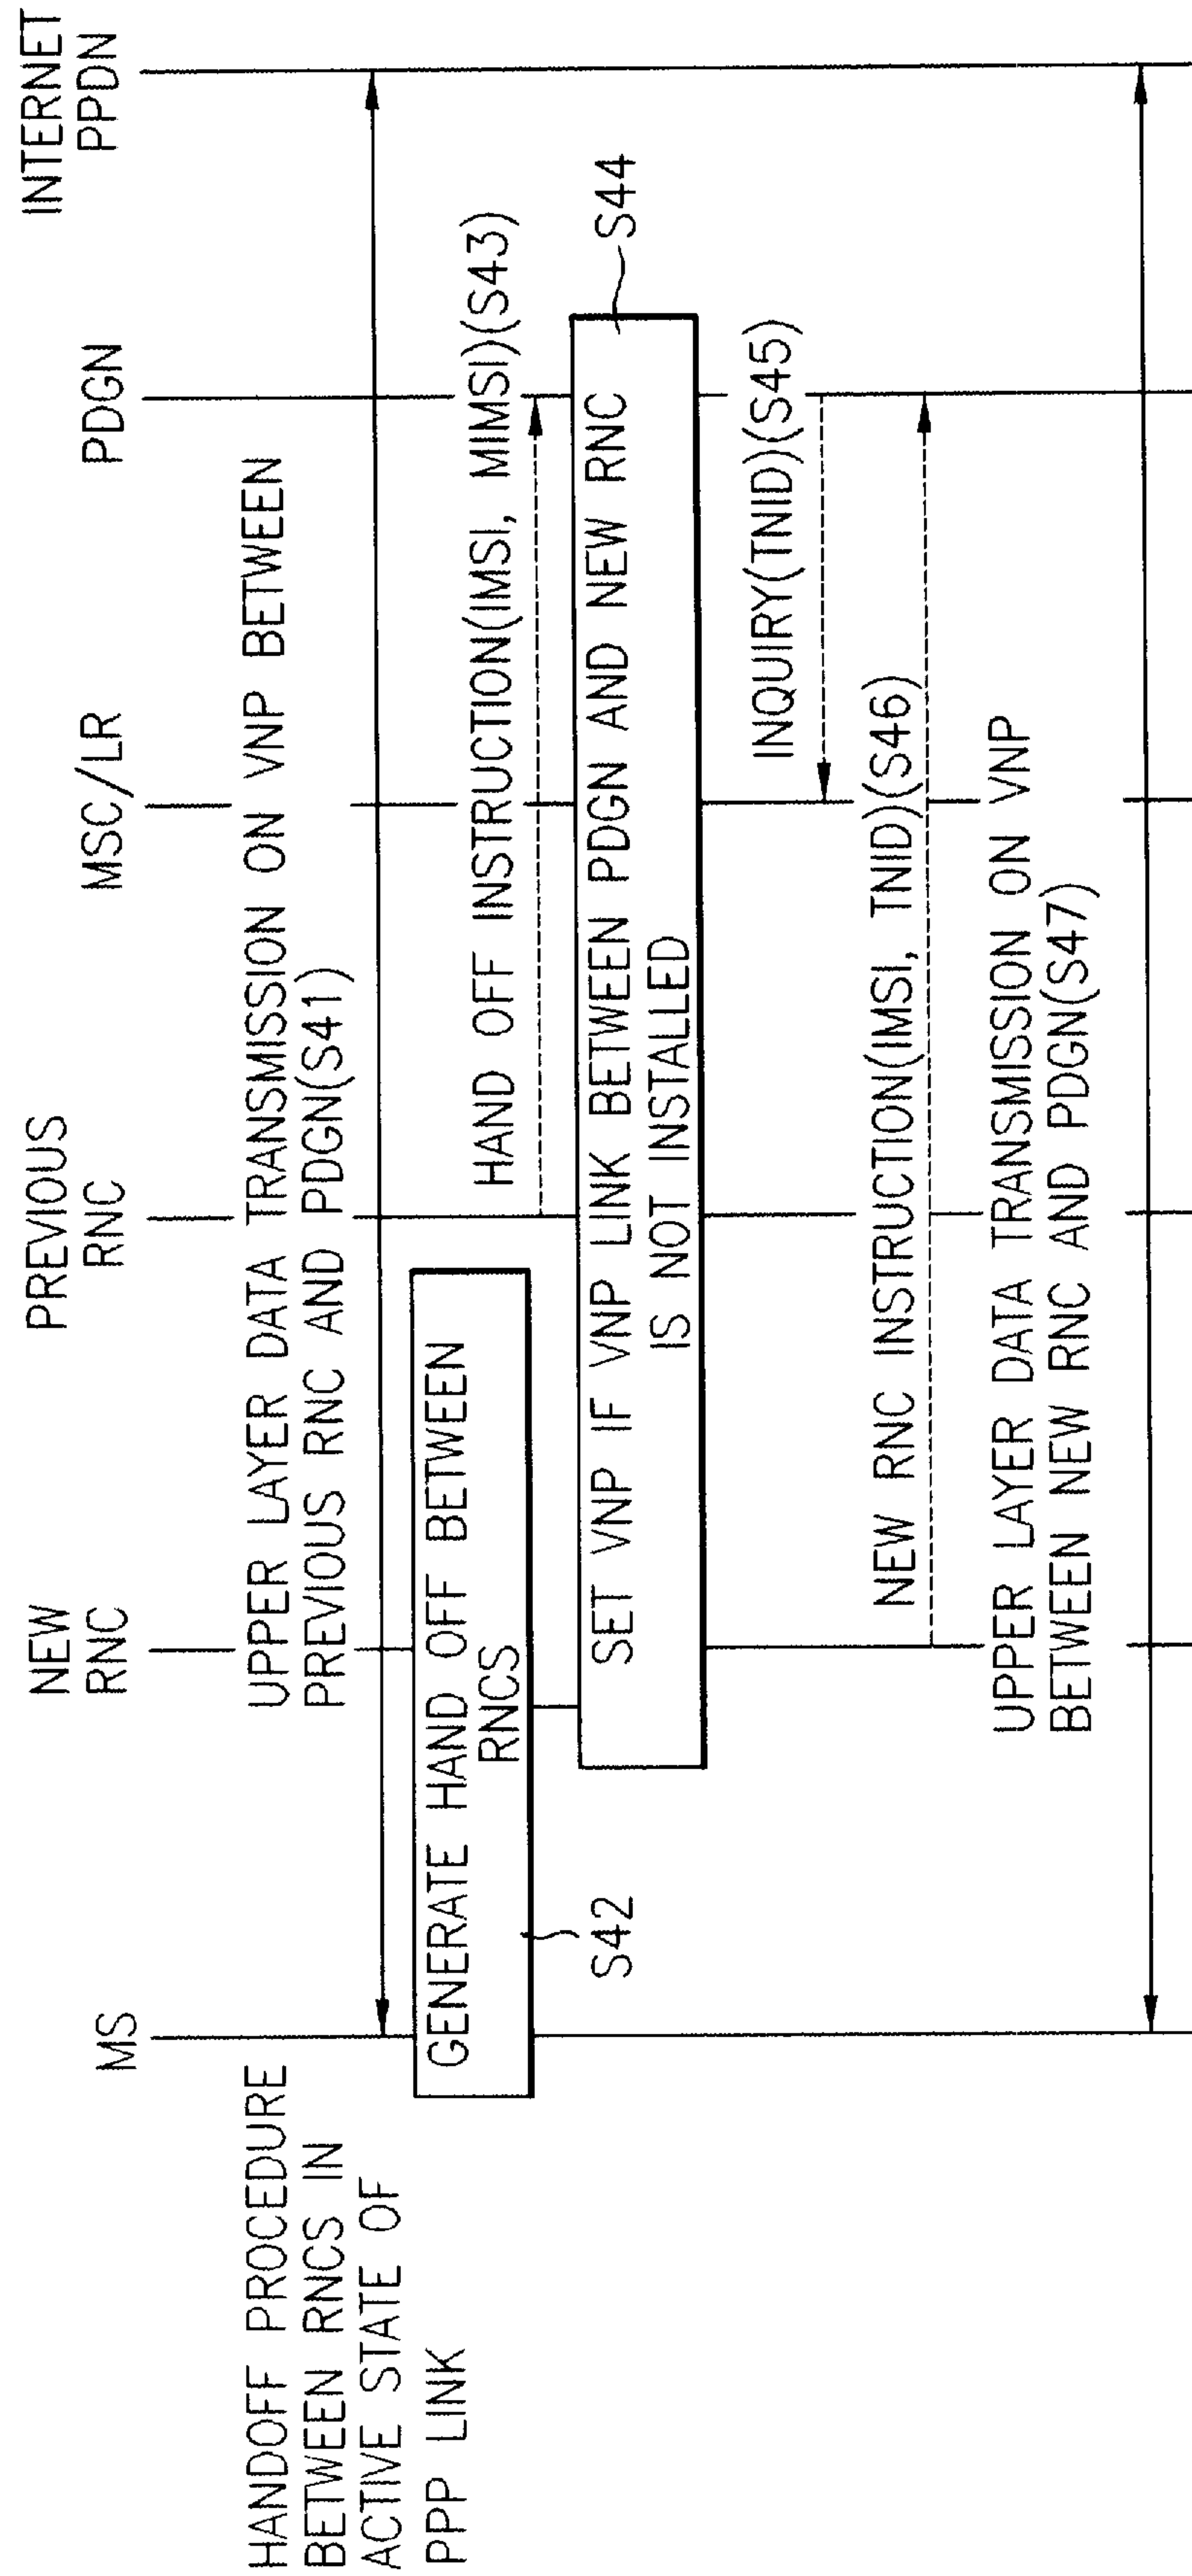 MS
NEW
RNC
PREVIOUS
RNC
MSC/LR
PDGN
INTERNET
PPDN
HANDOFF PROCEDURE
BETWEEN RNCS IN
ACTIVE STATE OF
PPP LINK
UPPER LAYER DATA TRANSMISSION ON VNP BETWEEN
PREVIOUS RNC AND PDGN(S41)
GENERATE HAND OFF BETWEEN
RNCS
S42
HAND OFF INSTRUCTION(IMSI, MIMSI)(S43)
SET VNP IF VNP LINK BETWEEN PDGN AND NEW RNC
IS NOT INSTALLED
S44
INQUIRY(TNID)(S45)
NEW RNC INSTRUCTION(IMSI, TNID)(S46)
UPPER LAYER DATA TRANSMISSION ON VNP
BETWEEN NEW RNC AND PDGN(S47)